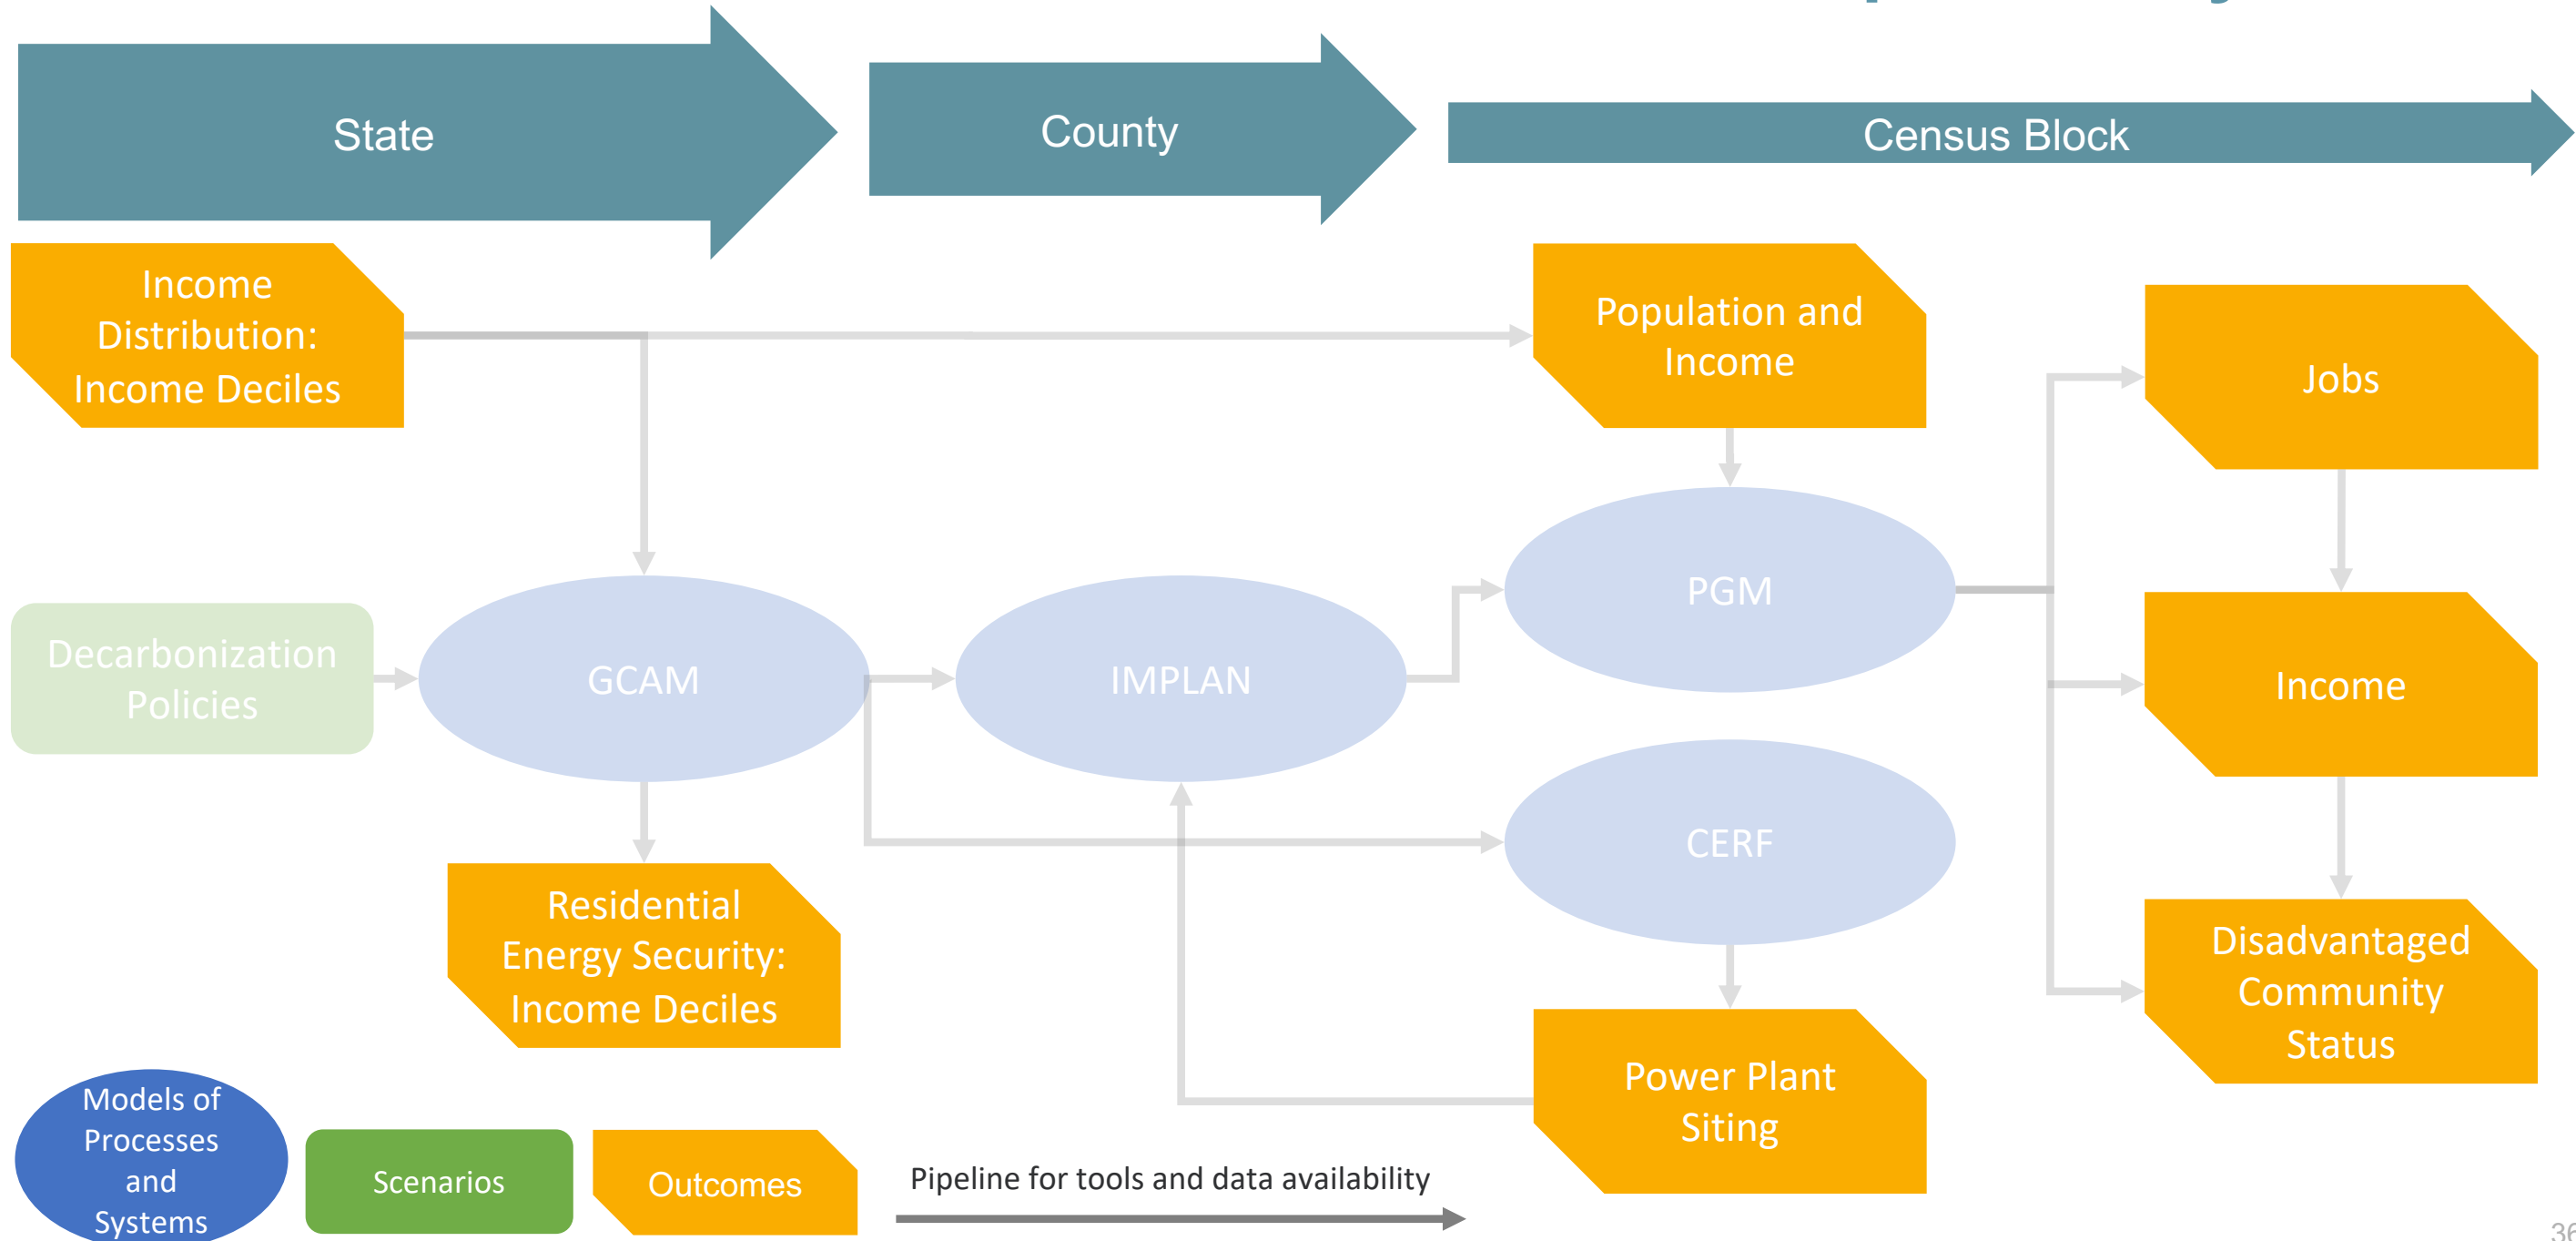 State
County
Census Block
Income
Distribution:
Income Deciles
Population and
Income
Jobs
Decarbonization
Policies
GCAM
IMPLAN
PGM
Income
CERF
Residential
Energy Security:
Income Deciles
Disadvantaged
Community
Status
Power Plant
Siting
Models of
Processes
and
Systems
Scenarios
Outcomes
Pipeline for tools and data availability
36